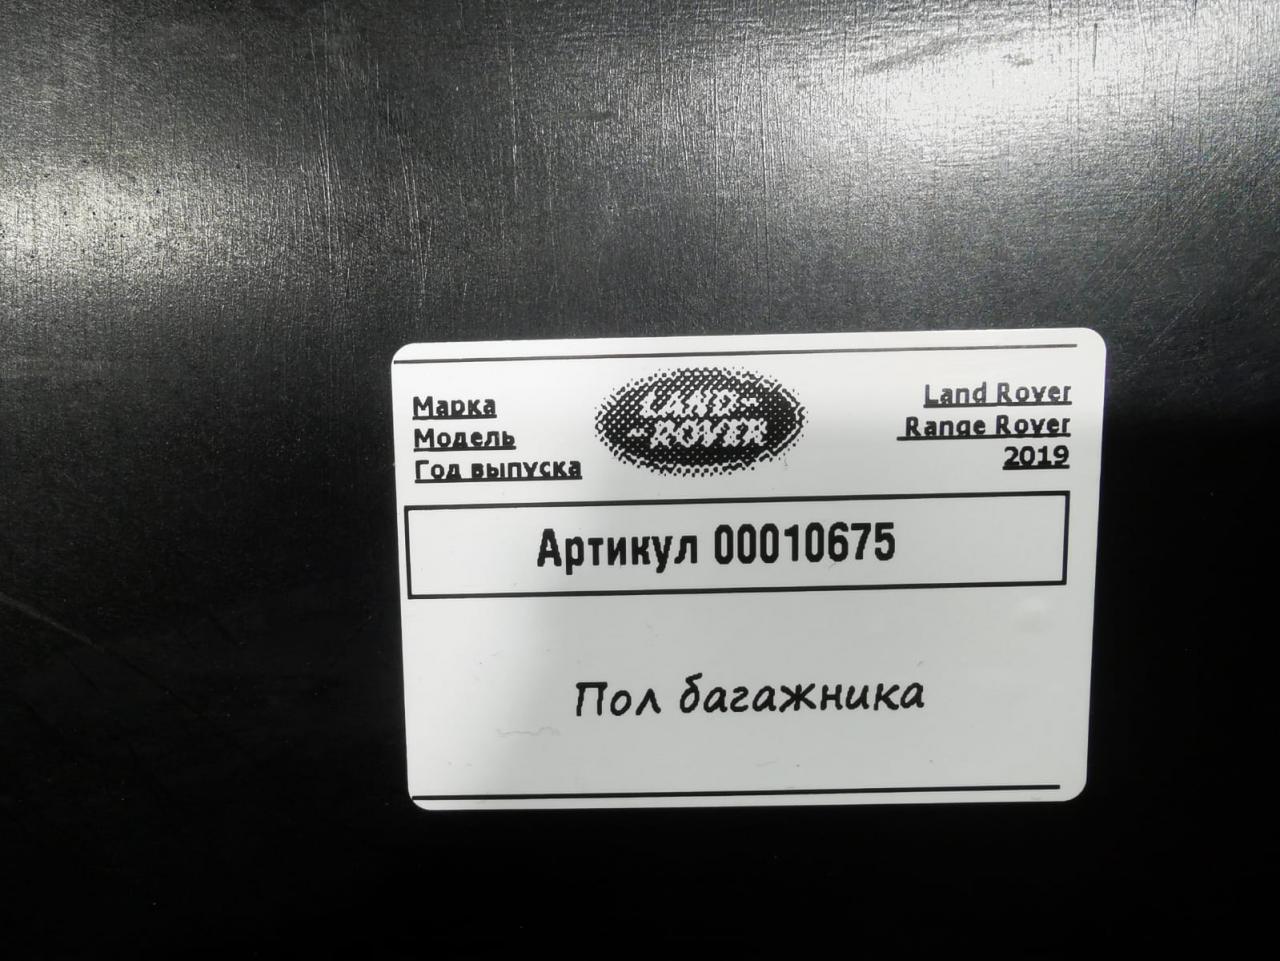 Марка
Модель
Год выпуска
LAND-
-ROVER
Land Rover
Range Rover
2019
Артикул 00010675
Пол багажника